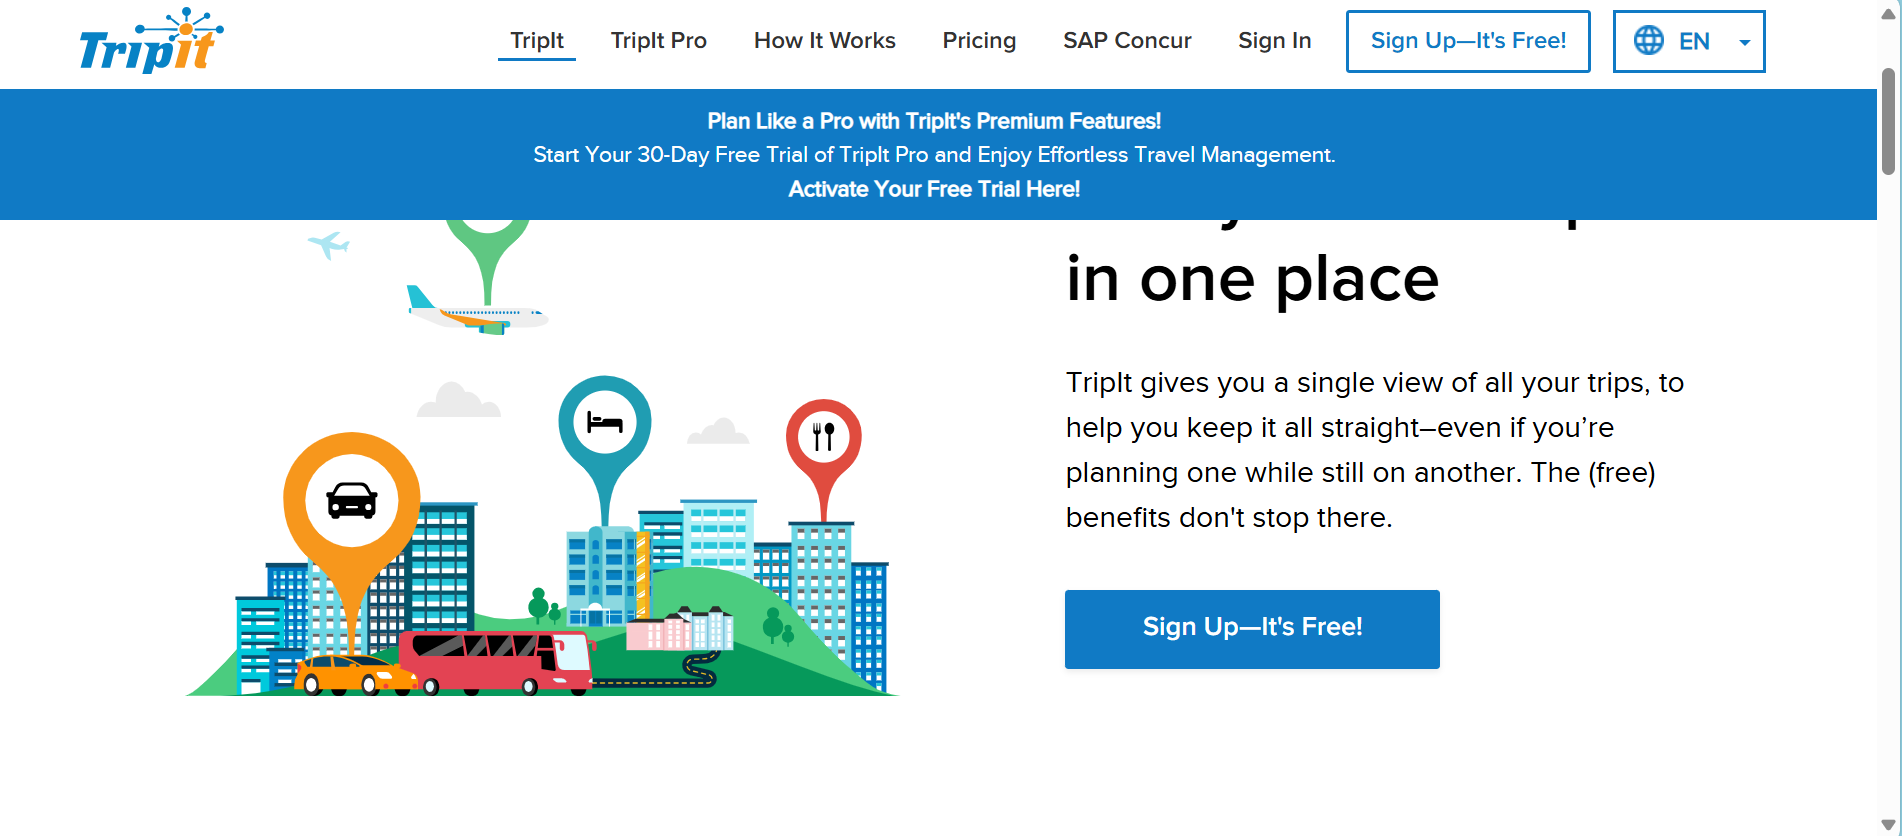 TripIt
TripIt TripIt Pro How It Works Pricing SAP Concur Sign In Sign Up—It's Free! EN
Plan Like a Pro with TripIt's Premium Features!
Start Your 30-Day Free Trial of TripIt Pro and Enjoy Effortless Travel Management.
Activate Your Free Trial Here!
in one place
TripIt gives you a single view of all your trips, to
help you keep it all straight–even if you’re
planning one while still on another. The (free)
benefits don't stop there.
Sign Up—It's Free!